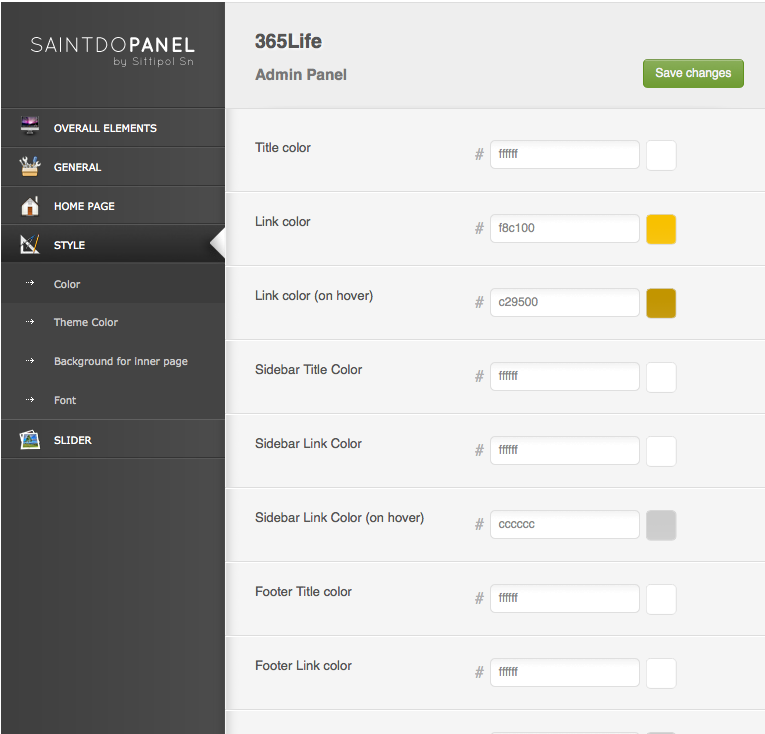 SAINTDOPANEL
by Sittipol Sn
OVERALL ELEMENTS
GENERAL
HOME PAGE
STYLE
Color
Theme Color
Background for inner page
Font
SLIDER
365Life
Admin Panel
Save changes
Title color # ffffff
Link color # f8c100
Link color (on hover) # c29500
Sidebar Title Color # ffffff
Sidebar Link Color # ffffff
Sidebar Link Color (on hover) # cccccc
Footer Title color # ffffff
Footer Link color # ffffff